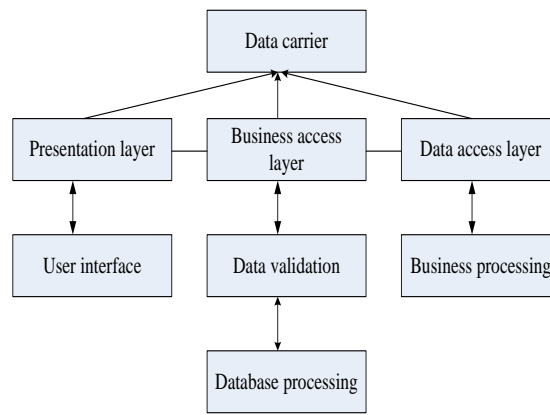 Data carrier
Presentation layer
Business access
layer
Data access layer
User interface
Data validation
Business processing
Database processing